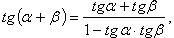 tg(α + β) = (tgα + tgβ) / (1 − tgα · tgβ),